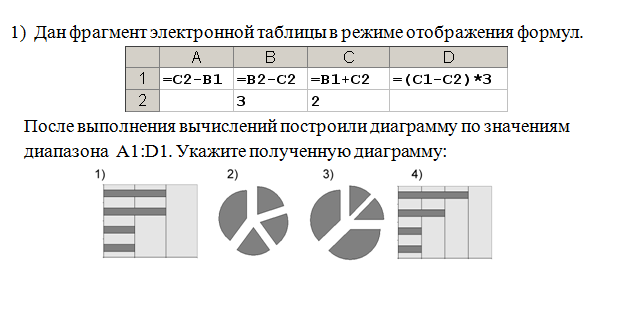 1) Дан фрагмент электронной таблицы в режиме отображения формул.
A B C D
1 =C2-B1 =B2-C2 =B1+C2 =(C1-C2)*3
2 3 2
После выполнения вычислений построили диаграмму по значениям
диапазона A1:D1. Укажите полученную диаграмму:
1) 2) 3) 4)